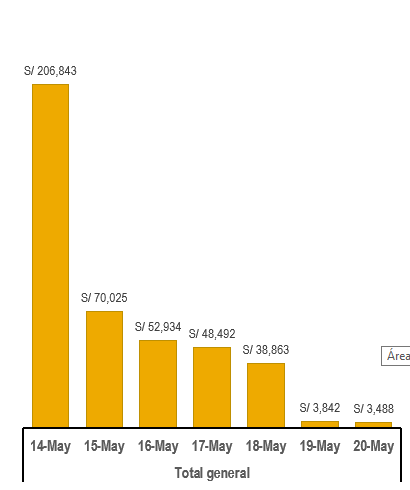 S/ 206,843
S/ 70,025
S/ 52,934
S/ 48,492
S/ 38,863
S/ 3,842
S/ 3,488
Área
14-May 15-May 16-May 17-May 18-May 19-May 20-May
Total general